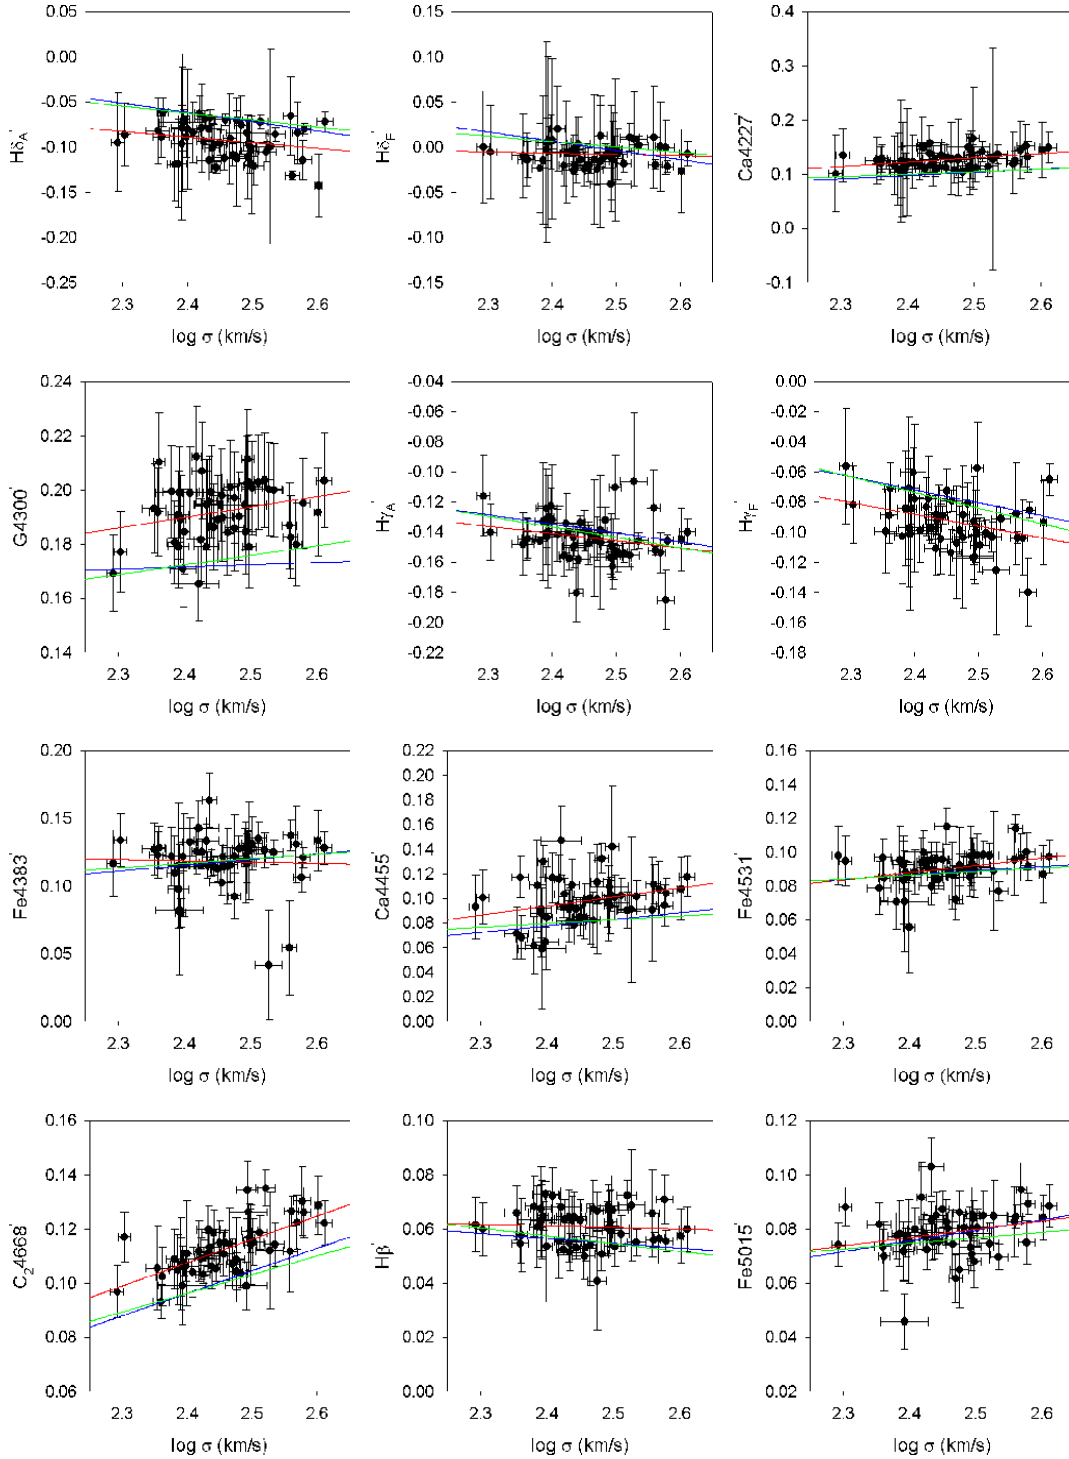 0.05
0.00
-0.05
-0.10
-0.15
-0.20
-0.25
HδA'
2.3 2.4 2.5 2.6
log σ (km/s)
0.15
0.10
0.05
0.00
-0.05
-0.10
-0.15
HδF'
2.3 2.4 2.5 2.6
log σ (km/s)
0.4
0.3
0.2
0.1
0.0
-0.1
Ca4227'
2.3 2.4 2.5 2.6
log σ (km/s)
0.24
0.22
0.20
0.18
0.16
0.14
G4300'
2.3 2.4 2.5 2.6
log σ (km/s)
-0.04
-0.06
-0.08
-0.10
-0.12
-0.14
-0.16
-0.18
-0.20
-0.22
HγA'
2.3 2.4 2.5 2.6
log σ (km/s)
0.00
-0.02
-0.04
-0.06
-0.08
-0.10
-0.12
-0.14
-0.16
-0.18
HγF'
2.3 2.4 2.5 2.6
log σ (km/s)
0.20
0.15
0.10
0.05
0.00
Fe4383'
2.3 2.4 2.5 2.6
log σ (km/s)
0.22
0.20
0.18
0.16
0.14
0.12
0.10
0.08
0.06
0.04
0.02
0.00
Ca4455'
2.3 2.4 2.5 2.6
log σ (km/s)
0.16
0.14
0.12
0.10
0.08
0.06
0.04
0.02
0.00
Fe4531'
2.3 2.4 2.5 2.6
log σ (km/s)
0.16
0.14
0.12
0.10
0.08
0.06
C24668'
2.3 2.4 2.5 2.6
log σ (km/s)
0.10
0.08
0.06
0.04
0.02
0.00
Hβ'
2.3 2.4 2.5 2.6
log σ (km/s)
0.12
0.10
0.08
0.06
0.04
0.02
Fe5015'
2.3 2.4 2.5 2.6
log σ (km/s)